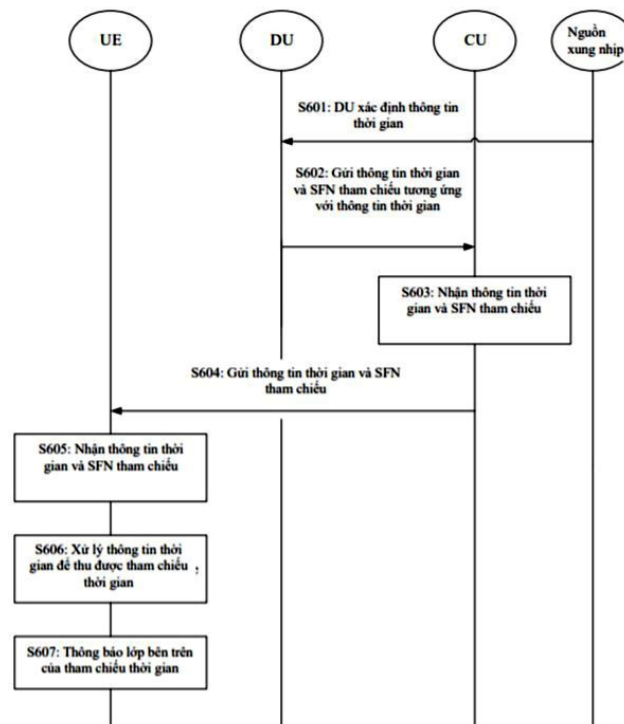 UE
DU
CU
Nguồn
xung nhịp
S601: DU xác định thông tin
thời gian
S602: Gửi thông tin thời gian
và SFN tham chiếu tương ứng
với thông tin thời gian
S603: Nhận thông tin thời
gian và SFN tham chiếu
S604: Gửi thông tin thời gian và SFN
tham chiếu
S605: Nhận thông tin thời
gian và SFN tham chiếu
S606: Xử lý thông tin thời
gian để thu được tham chiếu
thời gian
S607: Thông báo lớp bên trên
của tham chiếu thời gian